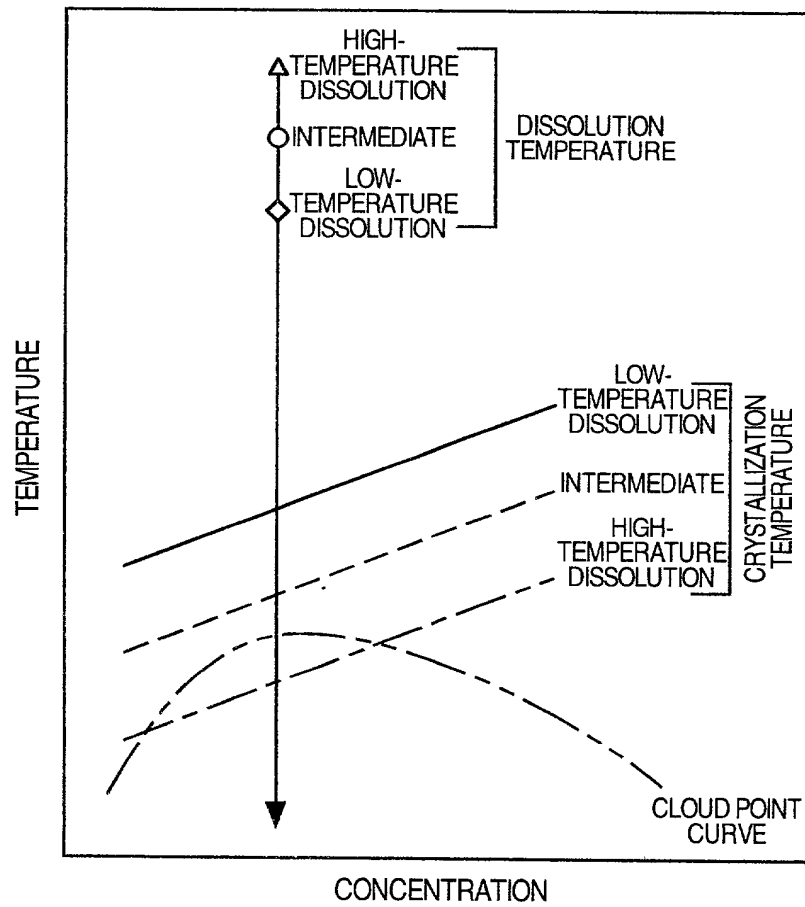 HIGH-
TEMPERATURE
DISSOLUTION
INTERMEDIATE
LOW-
TEMPERATURE
DISSOLUTION
DISSOLUTION
TEMPERATURE
TEMPERATURE
LOW-
TEMPERATURE
DISSOLUTION
INTERMEDIATE
HIGH-
TEMPERATURE
DISSOLUTION
CRYSTALLIZATION
TEMPERATURE
CLOUD POINT
CURVE
CONCENTRATION